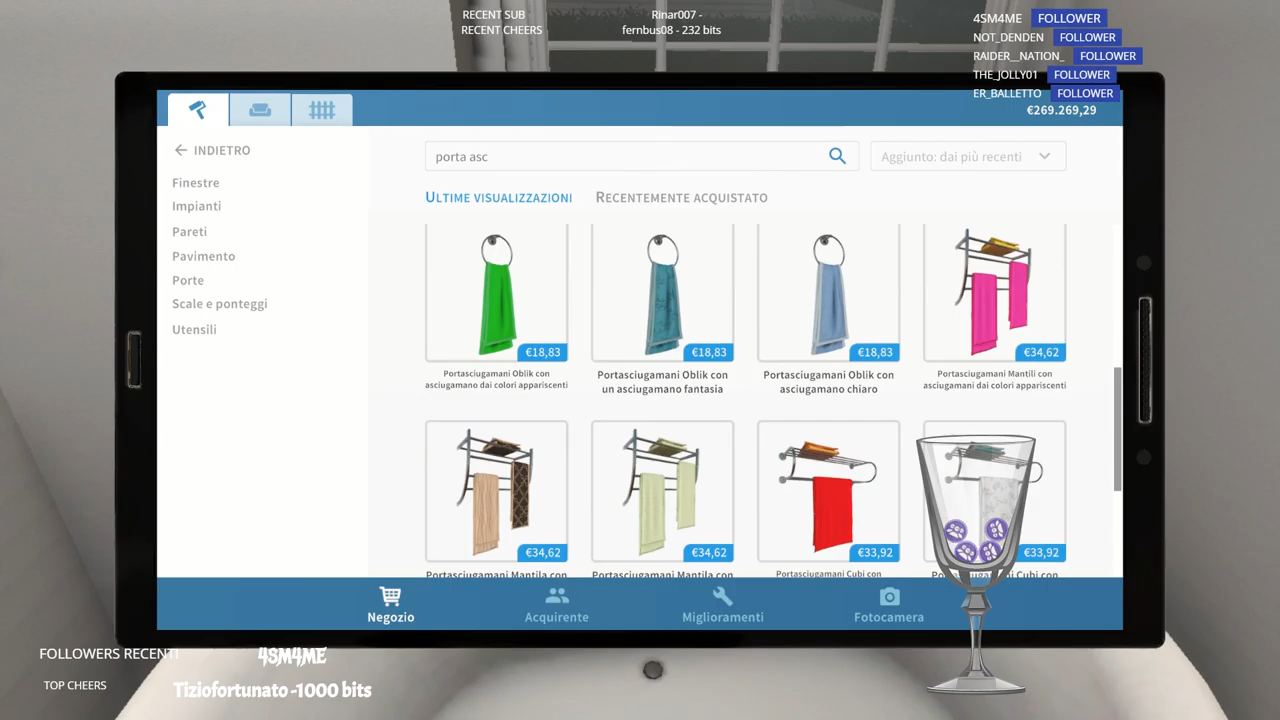 RECENT SUB
RECENT CHEERS
Rinar007 -
fernbus08 - 232 bits
4SM4ME FOLLOWER
NOT_DENDEN FOLLOWER
RAIDER__NATION_ FOLLOWER
THE_JOLLY01 FOLLOWER
ER_BALLETTO FOLLOWER
€269.269,29
INDIETRO
Finestre
Impianti
Pareti
Pavimento
Porte
Scale e ponteggi
Utensili
porta asc
Aggiunto: dai più recenti
ULTIME VISUALIZZAZIONI
RECENTEMENTE ACQUISTATO
€18,83
Portasciugamani Oblik con
asciugamano dai colori appariscenti
€18,83
Portasciugamani Oblik con
un asciugamano fantasia
€18,83
Portasciugamani Oblik con
asciugamano chiaro
€34,62
Portasciugamani Mantili con
asciugamani dai colori appariscenti
€34,62
Portasciugamani Mantila con
€34,62
Portasciugamani Mantila con
€33,92
Portasciugamani Cubi con
€33,92
Portasciugamani Cubi con
Negozio
Acquirente
Miglioramenti
Fotocamera
FOLLOWERS RECENTI
4SM4ME
TOP CHEERS
Tiziofortunato -1000 bits